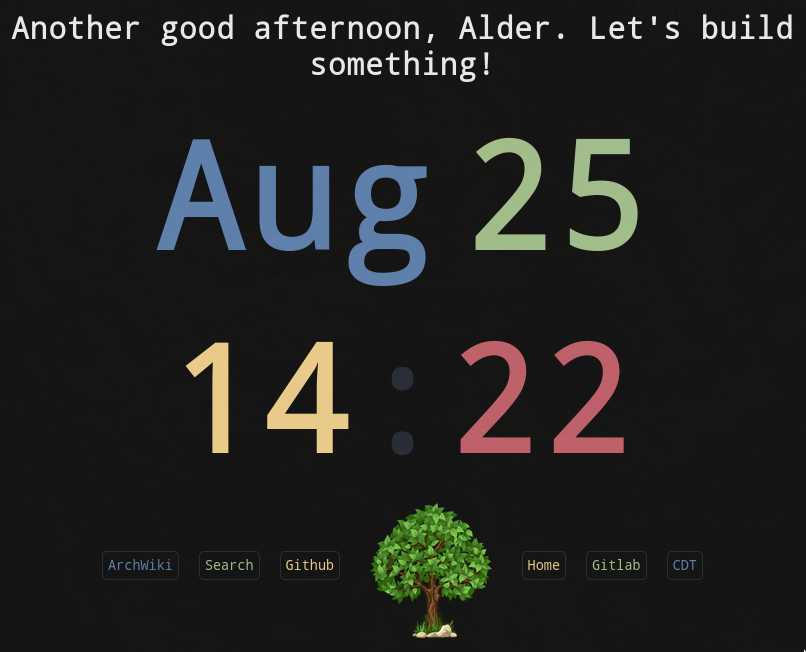 Another good afternoon, Alder. Let's build
something!
Aug 25
14:22
ArchWiki Search Github Home Gitlab CDT